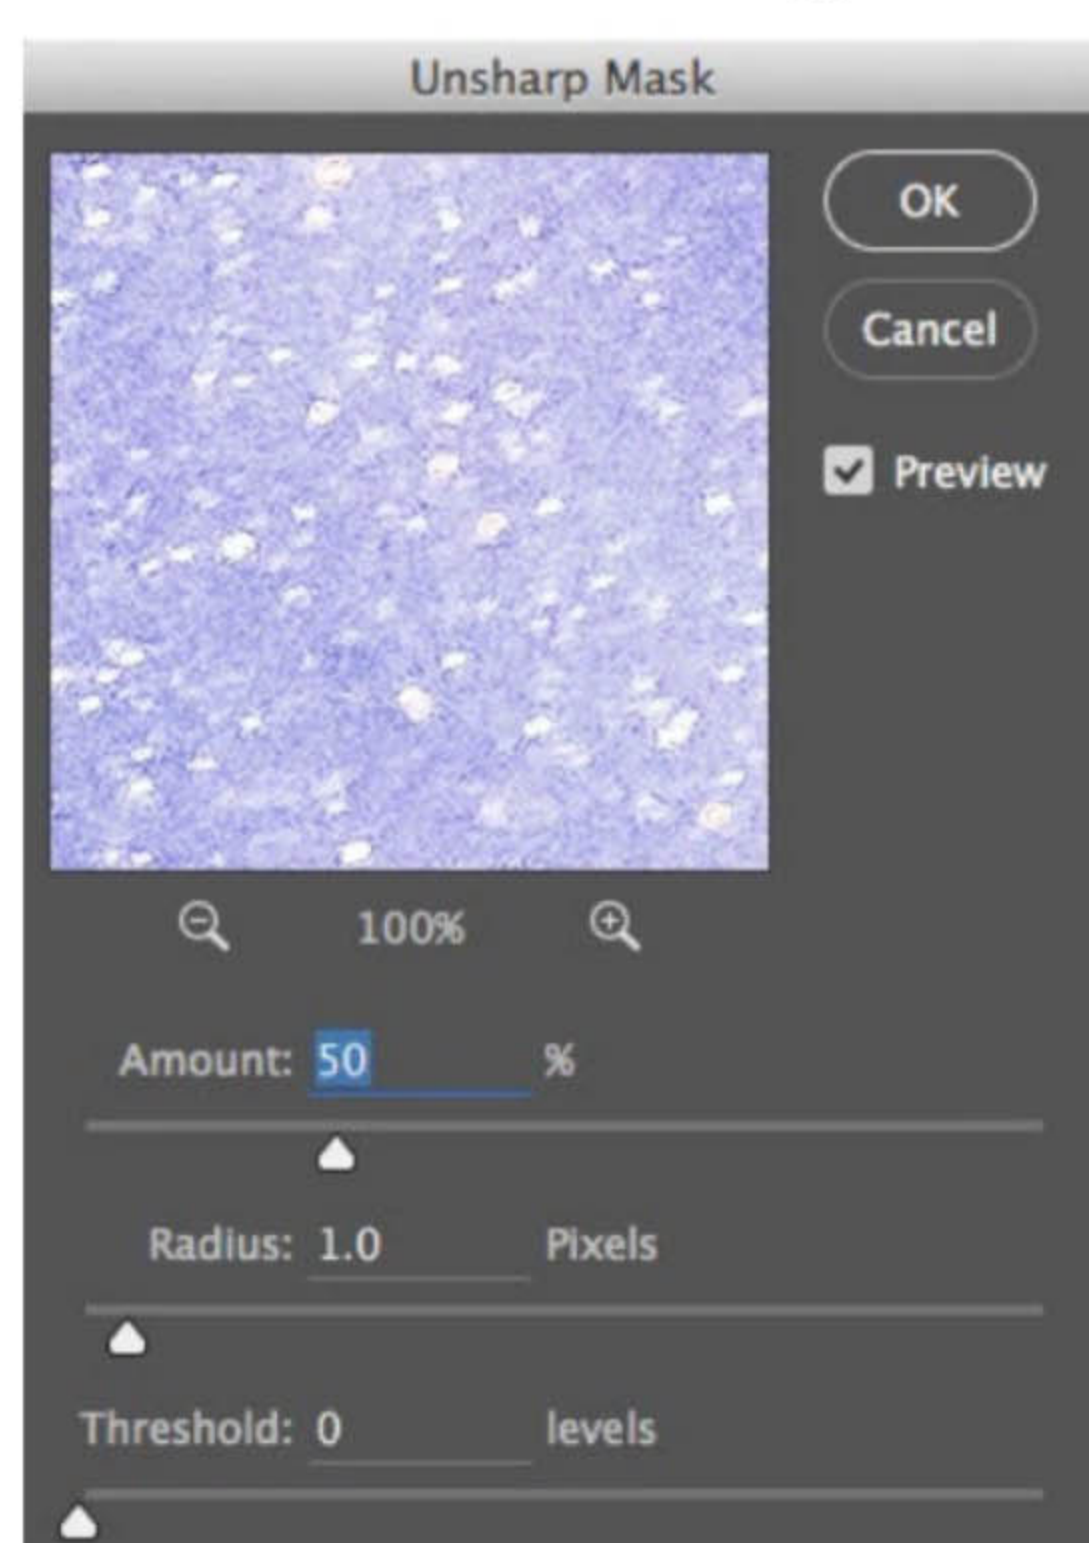 Unsharp Mask
OK
Cancel
Preview
100%
Amount: 50 %
Radius: 1.0 Pixels
Threshold: 0 levels